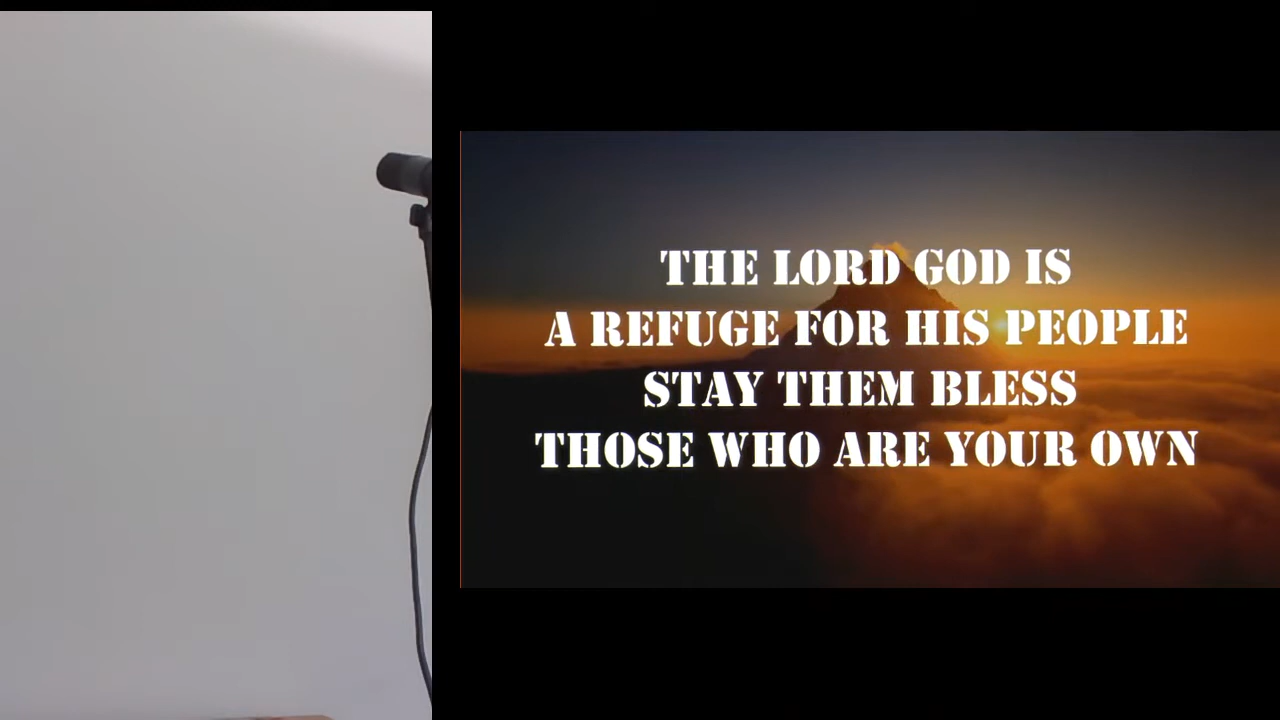 THE LORD GOD IS
A REFUGE FOR HIS PEOPLE
STAY THEM BLESS
THOSE WHO ARE YOUR OWN